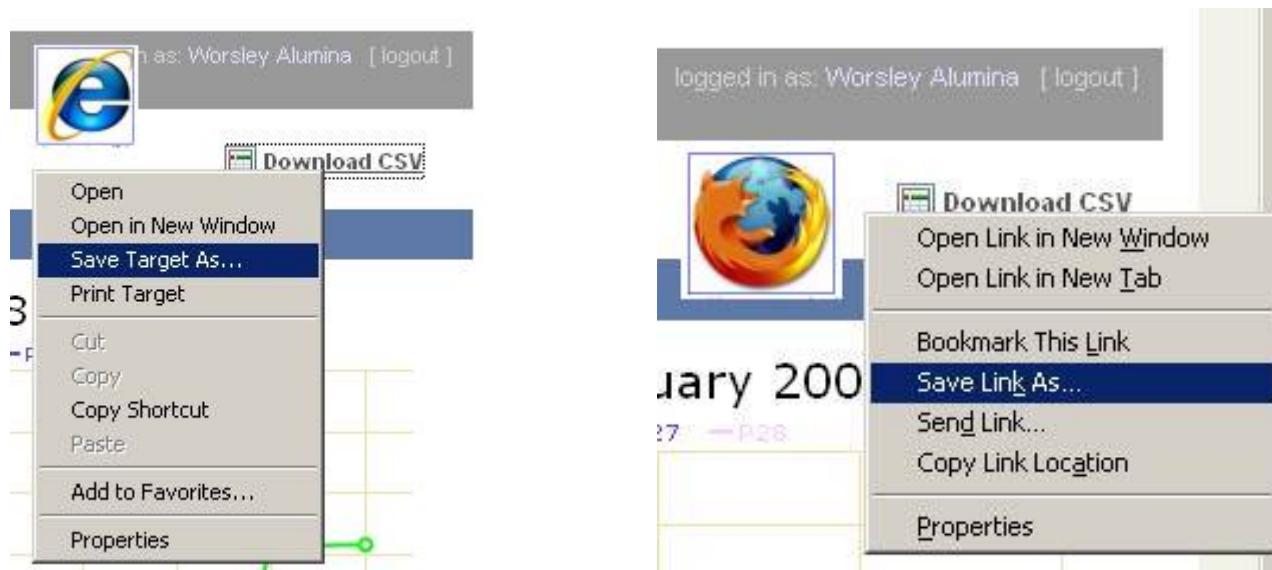 n as: Worsley Alumina [ logout ]
Download CSV
Open
Open in New Window
Save Target As...
Print Target
Cut
Copy
Copy Shortcut
Paste
Add to Favorites...
Properties
3
logged in as: Worsley Alumina [ logout ]
Download CSV
Open Link in New Window
Open Link in New Tab
Bookmark This Link
Save Link As...
Send Link...
Copy Link Location
Properties
uary 200
27 P28